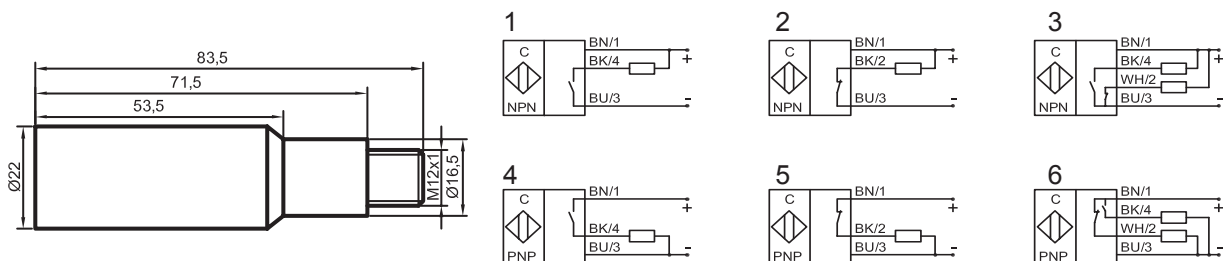 83,5
71,5
53,5
Ø22
M12x1
Ø16,5
1
C
NPN
BN/1
+
BK/4
BU/3
-
2
C
NPN
BN/1
+
BK/2
BU/3
-
3
C
NPN
BN/1
+
BK/4
WH/2
BU/3
-
4
C
PNP
BN/1
+
BK/4
BU/3
-
5
C
PNP
BN/1
+
BK/2
BU/3
-
6
C
PNP
BN/1
+
BK/4
WH/2
BU/3
-